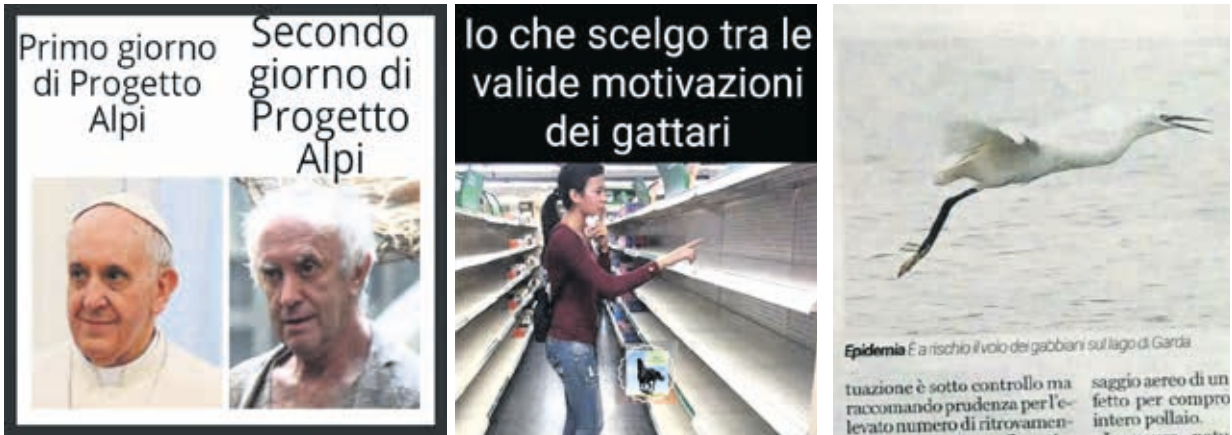 Primo giorno
di Progetto
Alpi
Secondo
giorno di
Progetto
Alpi
Io che scelgo tra le
valide motivazioni
dei gattari
Epidemia È a rischio il volo dei gabbiani sul lago di Garda
tuazione è sotto controllo ma
raccomando prudenza per l'e-
levato numero di ritrovamen-
saggio aereo di un
fetto per compro
intero pollaio.